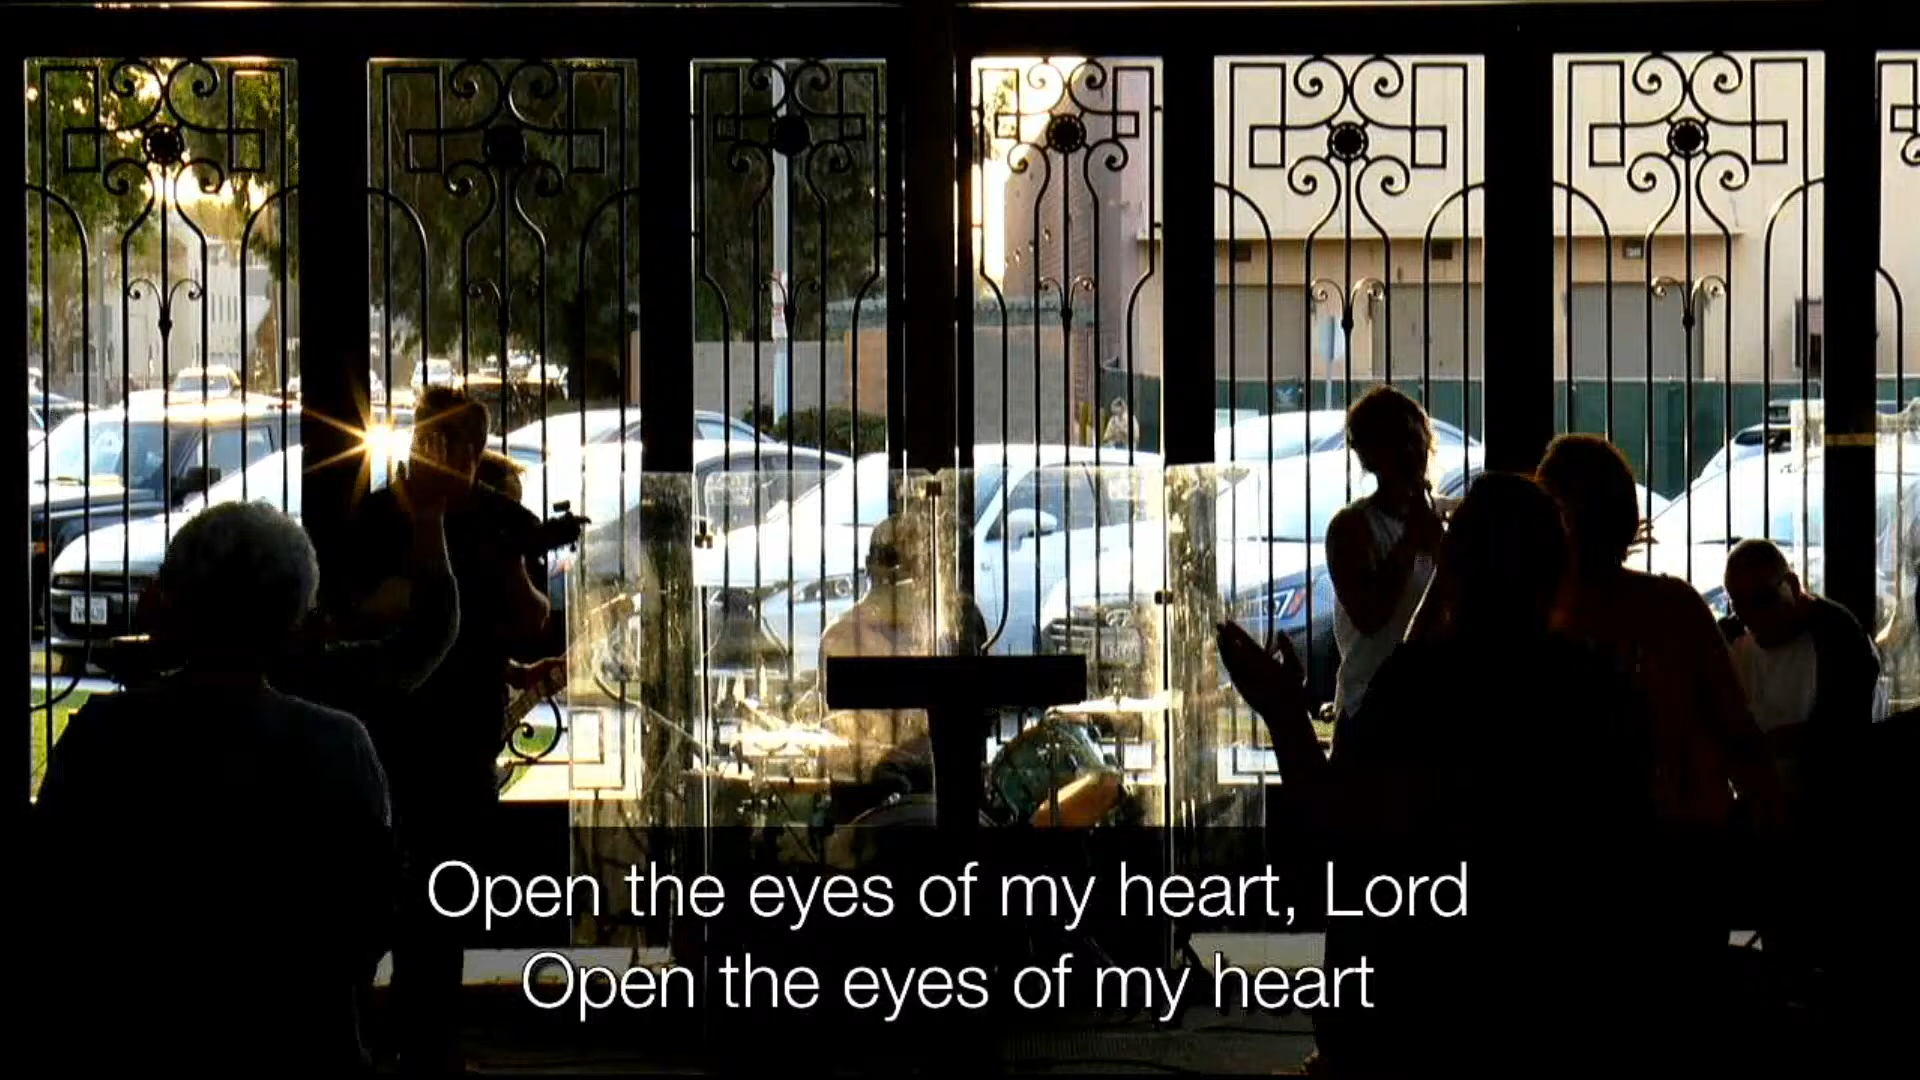 Open the eyes of my heart, Lord
Open the eyes of my heart